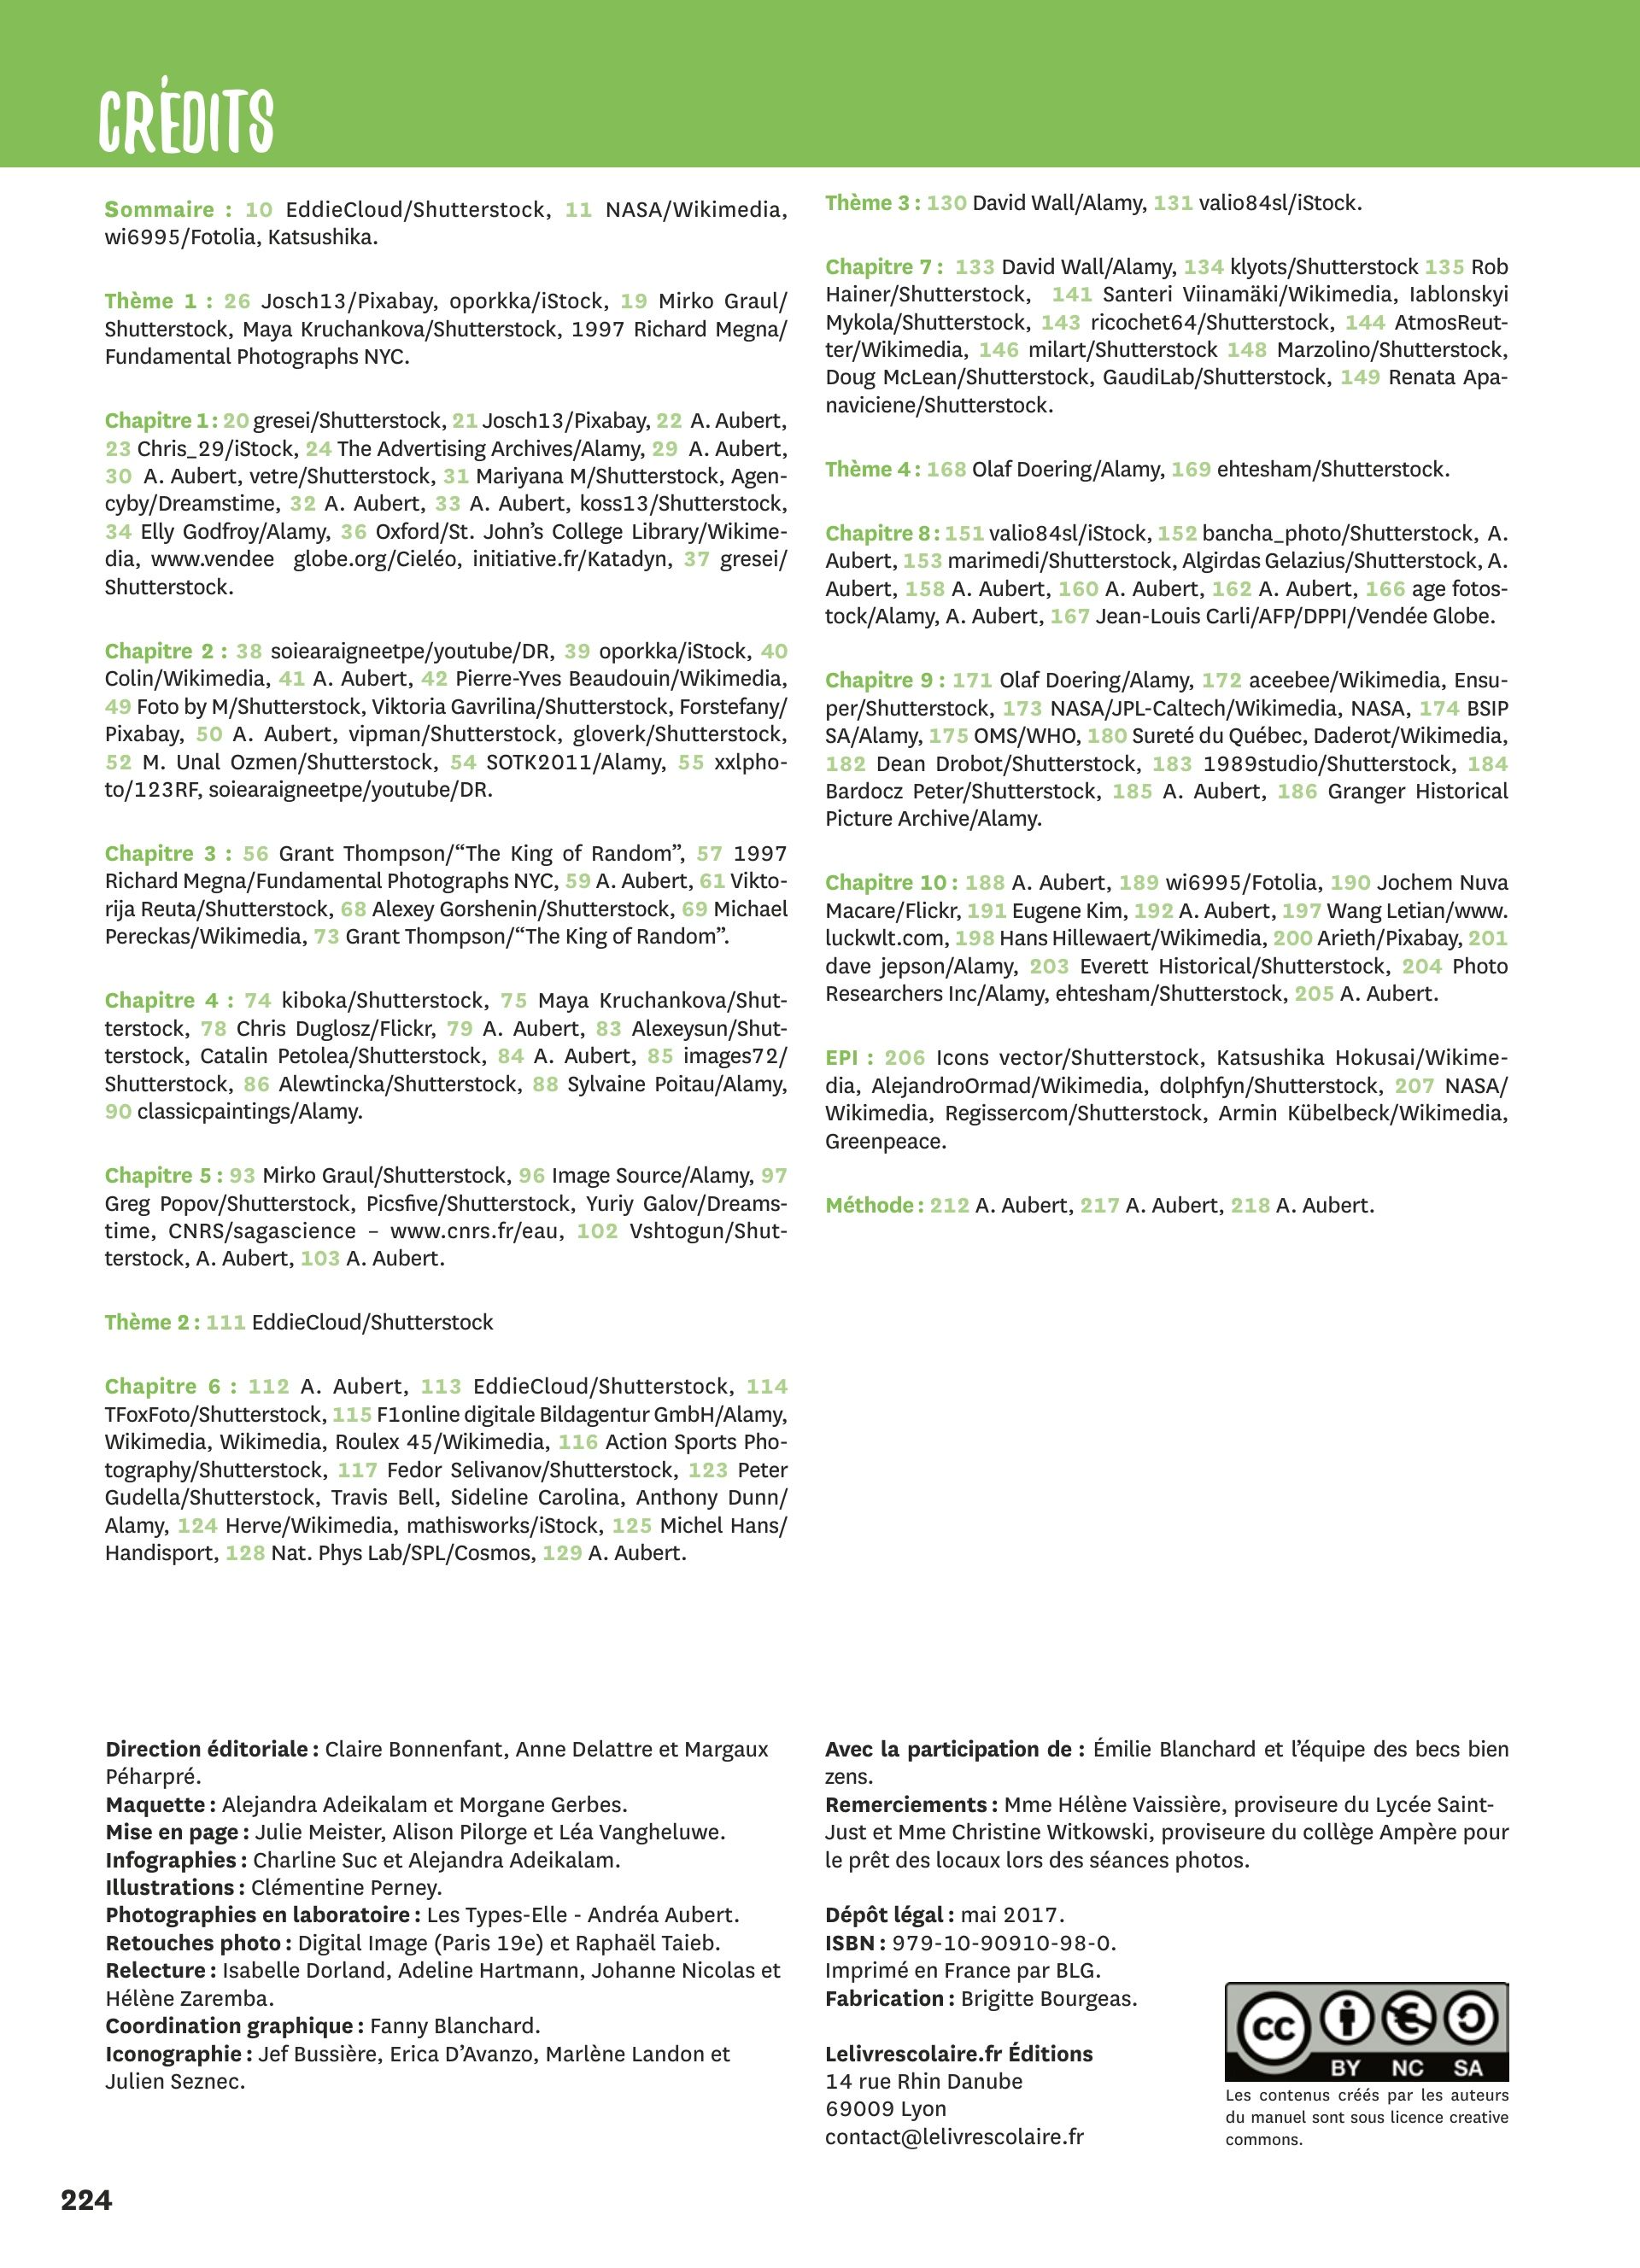 CRÉDITS
Sommaire : 10 EddieCloud/Shutterstock, 11 NASA/Wikimedia,
wi6995/Fotolia, Katsushika.
Thème 1 : 26 Josch13/Pixabay, oporkka/iStock, 19 Mirko Graul/
Shutterstock, Maya Kruchankova/Shutterstock, 1997 Richard Megna/
Fundamental Photographs NYC.
Chapitre 1 : 20 gresei/Shutterstock, 21 Josch13/Pixabay, 22 A. Aubert,
23 Chris_29/iStock, 24 The Advertising Archives/Alamy, 29 A. Aubert,
30 A. Aubert, vetre/Shutterstock, 31 Mariyana M/Shutterstock, Agen-
cyby/Dreamstime, 32 A. Aubert, 33 A. Aubert, koss13/Shutterstock,
34 Elly Godfroy/Alamy, 36 Oxford/St. John’s College Library/Wikime-
dia, www.vendee globe.org/Cieléo, initiative.fr/Katadyn, 37 gresei/
Shutterstock.
Chapitre 2 : 38 soiearaigneetpe/youtube/DR, 39 oporkka/iStock, 40
Colin/Wikimedia, 41 A. Aubert, 42 Pierre-Yves Beaudouin/Wikimedia,
49 Foto by M/Shutterstock, Viktoria Gavrilina/Shutterstock, Forstefany/
Pixabay, 50 A. Aubert, vipman/Shutterstock, gloverk/Shutterstock,
52 M. Unal Ozmen/Shutterstock, 54 SOTK2011/Alamy, 55 xxlpho-
to/123RF, soiearaigneetpe/youtube/DR.
Chapitre 3 : 56 Grant Thompson/“The King of Random”, 57 1997
Richard Megna/Fundamental Photographs NYC, 59 A. Aubert, 61 Vikto-
rija Reuta/Shutterstock, 68 Alexey Gorshenin/Shutterstock, 69 Michael
Pereckas/Wikimedia, 73 Grant Thompson/“The King of Random”.
Chapitre 4 : 74 kiboka/Shutterstock, 75 Maya Kruchankova/Shut-
terstock, 78 Chris Duglosz/Flickr, 79 A. Aubert, 83 Alexeysun/Shut-
terstock, Catalin Petolea/Shutterstock, 84 A. Aubert, 85 images72/
Shutterstock, 86 Alewtincka/Shutterstock, 88 Sylvaine Poitau/Alamy,
90 classicpaintings/Alamy.
Chapitre 5 : 93 Mirko Graul/Shutterstock, 96 Image Source/Alamy, 97
Greg Popov/Shutterstock, Picsfive/Shutterstock, Yuriy Galov/Dreams-
time, CNRS/sagascience – www.cnrs.fr/eau, 102 Vshtogun/Shut-
terstock, A. Aubert, 103 A. Aubert.
Thème 2 : 111 EddieCloud/Shutterstock
Chapitre 6 : 112 A. Aubert, 113 EddieCloud/Shutterstock, 114
TFoxFoto/Shutterstock, 115 F1online digitale Bildagentur GmbH/Alamy,
Wikimedia, Wikimedia, Roulex 45/Wikimedia, 116 Action Sports Pho-
tography/Shutterstock, 117 Fedor Selivanov/Shutterstock, 123 Peter
Gudella/Shutterstock, Travis Bell, Sideline Carolina, Anthony Dunn/
Alamy, 124 Herve/Wikimedia, mathisworks/iStock, 125 Michel Hans/
Handisport, 128 Nat. Phys Lab/SPL/Cosmos, 129 A. Aubert.
Thème 3 : 130 David Wall/Alamy, 131 valio84sl/iStock.
Chapitre 7 : 133 David Wall/Alamy, 134 klyots/Shutterstock 135 Rob
Hainer/Shutterstock, 141 Santeri Viinamäki/Wikimedia, Iablonskyi
Mykola/Shutterstock, 143 ricochet64/Shutterstock, 144 AtmosReut-
ter/Wikimedia, 146 milart/Shutterstock 148 Marzolino/Shutterstock,
Doug McLean/Shutterstock, GaudiLab/Shutterstock, 149 Renata Apa-
naviciene/Shutterstock.
Thème 4 : 168 Olaf Doering/Alamy, 169 ehtesham/Shutterstock.
Chapitre 8 : 151 valio84sl/iStock, 152 bancha_photo/Shutterstock, A.
Aubert, 153 marimedi/Shutterstock, Algirdas Gelazius/Shutterstock, A.
Aubert, 158 A. Aubert, 160 A. Aubert, 162 A. Aubert, 166 age fotos-
tock/Alamy, A. Aubert, 167 Jean-Louis Carli/AFP/DPPI/Vendée Globe.
Chapitre 9 : 171 Olaf Doering/Alamy, 172 aceebee/Wikimedia, Ensu-
per/Shutterstock, 173 NASA/JPL-Caltech/Wikimedia, NASA, 174 BSIP
SA/Alamy, 175 OMS/WHO, 180 Sureté du Québec, Daderot/Wikimedia,
182 Dean Drobot/Shutterstock, 183 1989studio/Shutterstock, 184
Bardocz Peter/Shutterstock, 185 A. Aubert, 186 Granger Historical
Picture Archive/Alamy.
Chapitre 10 : 188 A. Aubert, 189 wi6995/Fotolia, 190 Jochem Nuva
Macare/Flickr, 191 Eugene Kim, 192 A. Aubert, 197 Wang Letian/www.
luckwlt.com, 198 Hans Hillewaert/Wikimedia, 200 Arieth/Pixabay, 201
dave jepson/Alamy, 203 Everett Historical/Shutterstock, 204 Photo
Researchers Inc/Alamy, ehtesham/Shutterstock, 205 A. Aubert.
EPI : 206 Icons vector/Shutterstock, Katsushika Hokusai/Wikime-
dia, AlejandroOrmad/Wikimedia, dolphfyn/Shutterstock, 207 NASA/
Wikimedia, Regissercom/Shutterstock, Armin Kübelbeck/Wikimedia,
Greenpeace.
Méthode : 212 A. Aubert, 217 A. Aubert, 218 A. Aubert.
Direction éditoriale : Claire Bonnenfant, Anne Delattre et Margaux
Péharpré.
Maquette : Alejandra Adeikalam et Morgane Gerbes.
Mise en page : Julie Meister, Alison Pilorge et Léa Vangheluwe.
Infographies : Charline Suc et Alejandra Adeikalam.
Illustrations : Clémentine Perney.
Photographies en laboratoire : Les Types-Elle - Andréa Aubert.
Retouches photo : Digital Image (Paris 19e) et Raphaël Taieb.
Relecture : Isabelle Dorland, Adeline Hartmann, Johanne Nicolas et
Hélène Zaremba.
Coordination graphique : Fanny Blanchard.
Iconographie : Jef Bussière, Erica D’Avanzo, Marlène Landon et
Julien Seznec.
Avec la participation de : Émilie Blanchard et l’équipe des becs bien
zens.
Remerciements : Mme Hélène Vaissière, proviseure du Lycée Saint-
Just et Mme Christine Witkowski, proviseure du collège Ampère pour
le prêt des locaux lors des séances photos.
Dépôt légal : mai 2017.
ISBN : 979-10-90910-98-0.
Imprimé en France par BLG.
Fabrication : Brigitte Bourgeas.
Lelivrescolaire.fr Éditions
14 rue Rhin Danube
69009 Lyon
contact@lelivrescolaire.fr
cc
BY NC SA
Les contenus créés par les auteurs
du manuel sont sous licence creative
commons.
224